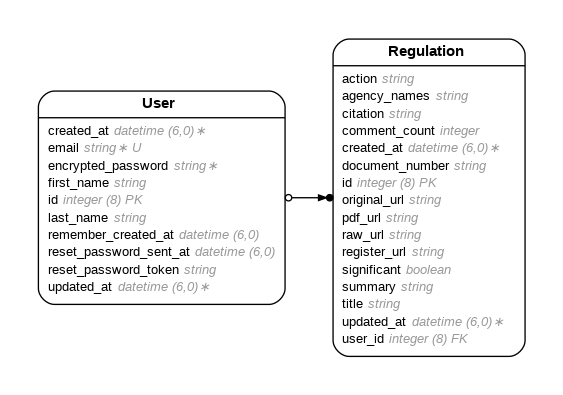 User
created_at datetime (6,0)∗
email string∗ U
encrypted_password string∗
first_name string
id integer (8) PK
last_name string
remember_created_at datetime (6,0)
reset_password_sent_at datetime (6,0)
reset_password_token string
updated_at datetime (6,0)∗
Regulation
action string
agency_names string
citation string
comment_count integer
created_at datetime (6,0)∗
document_number string
id integer (8) PK
original_url string
pdf_url string
raw_url string
register_url string
significant boolean
summary string
title string
updated_at datetime (6,0)∗
user_id integer (8) FK